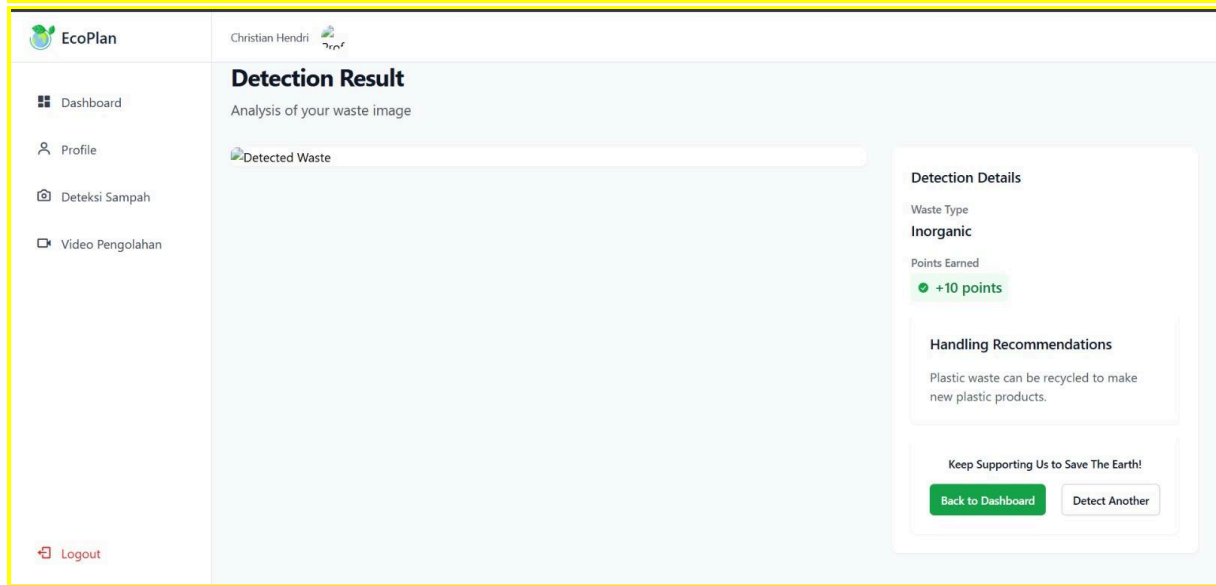 EcoPlan
Christian Hendri
Dashboard
Profile
Deteksi Sampah
Video Pengolahan
Logout
Detection Result
Analysis of your waste image
Detected Waste
Detection Details
Waste Type
Inorganic
Points Earned
+10 points
Handling Recommendations
Plastic waste can be recycled to make
new plastic products.
Keep Supporting Us to Save The Earth!
Back to Dashboard
Detect Another